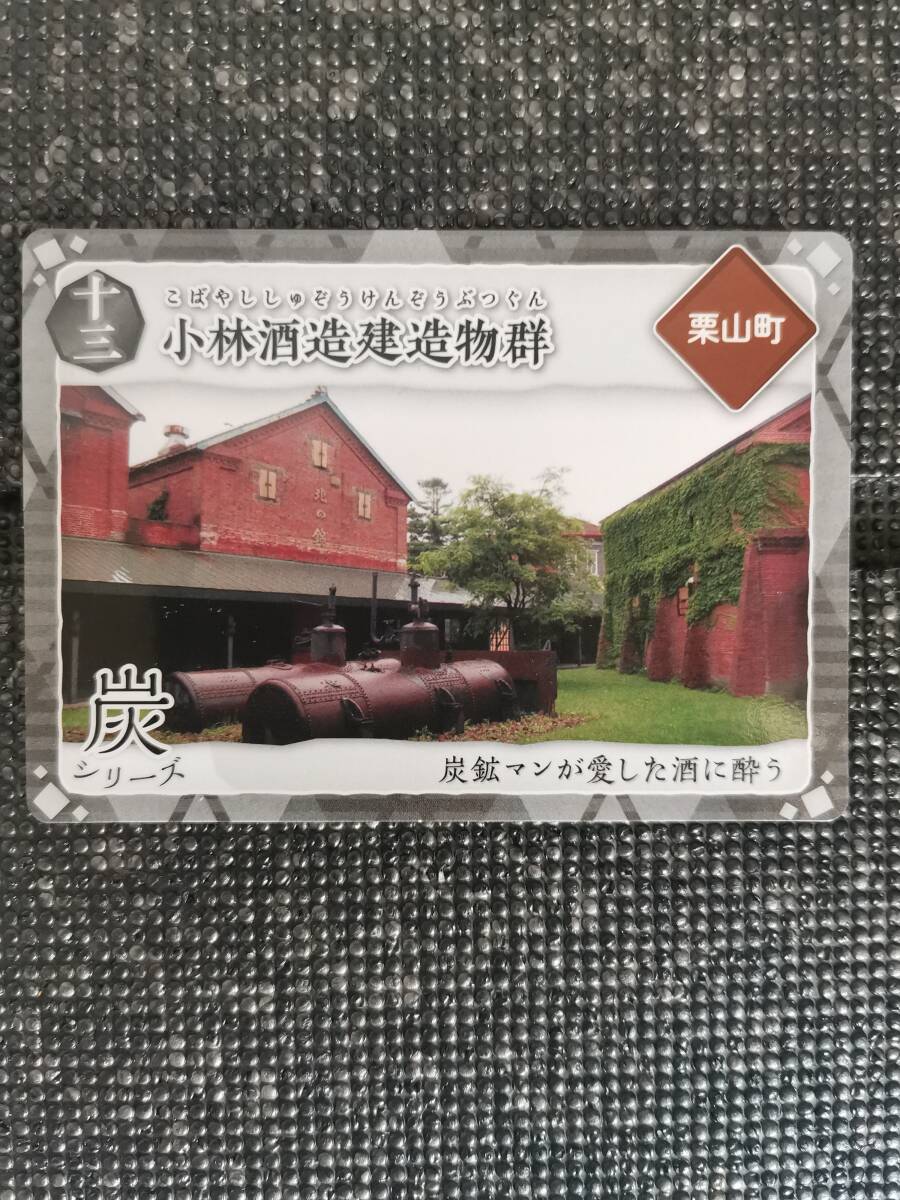 十三
こばやししゅぞうけんぞうぶつぐん
小林酒造建造物群
栗山町
北の錦
炭
シリーズ
炭鉱マンが愛した酒に酔う